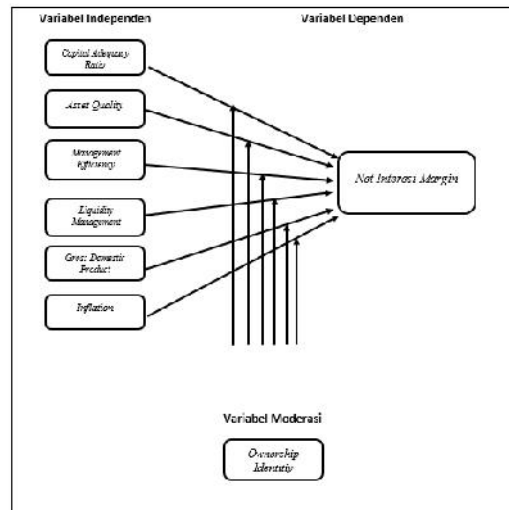 Variabel Independen
Variabel Dependen
Capital Adequacy
Ratio
Asset Quality
Management
Efficiency
Liquidity
Management
Gross Domestic
Product
Inflation
Net Interest Margin
Variabel Moderasi
Ownership
Identitiy